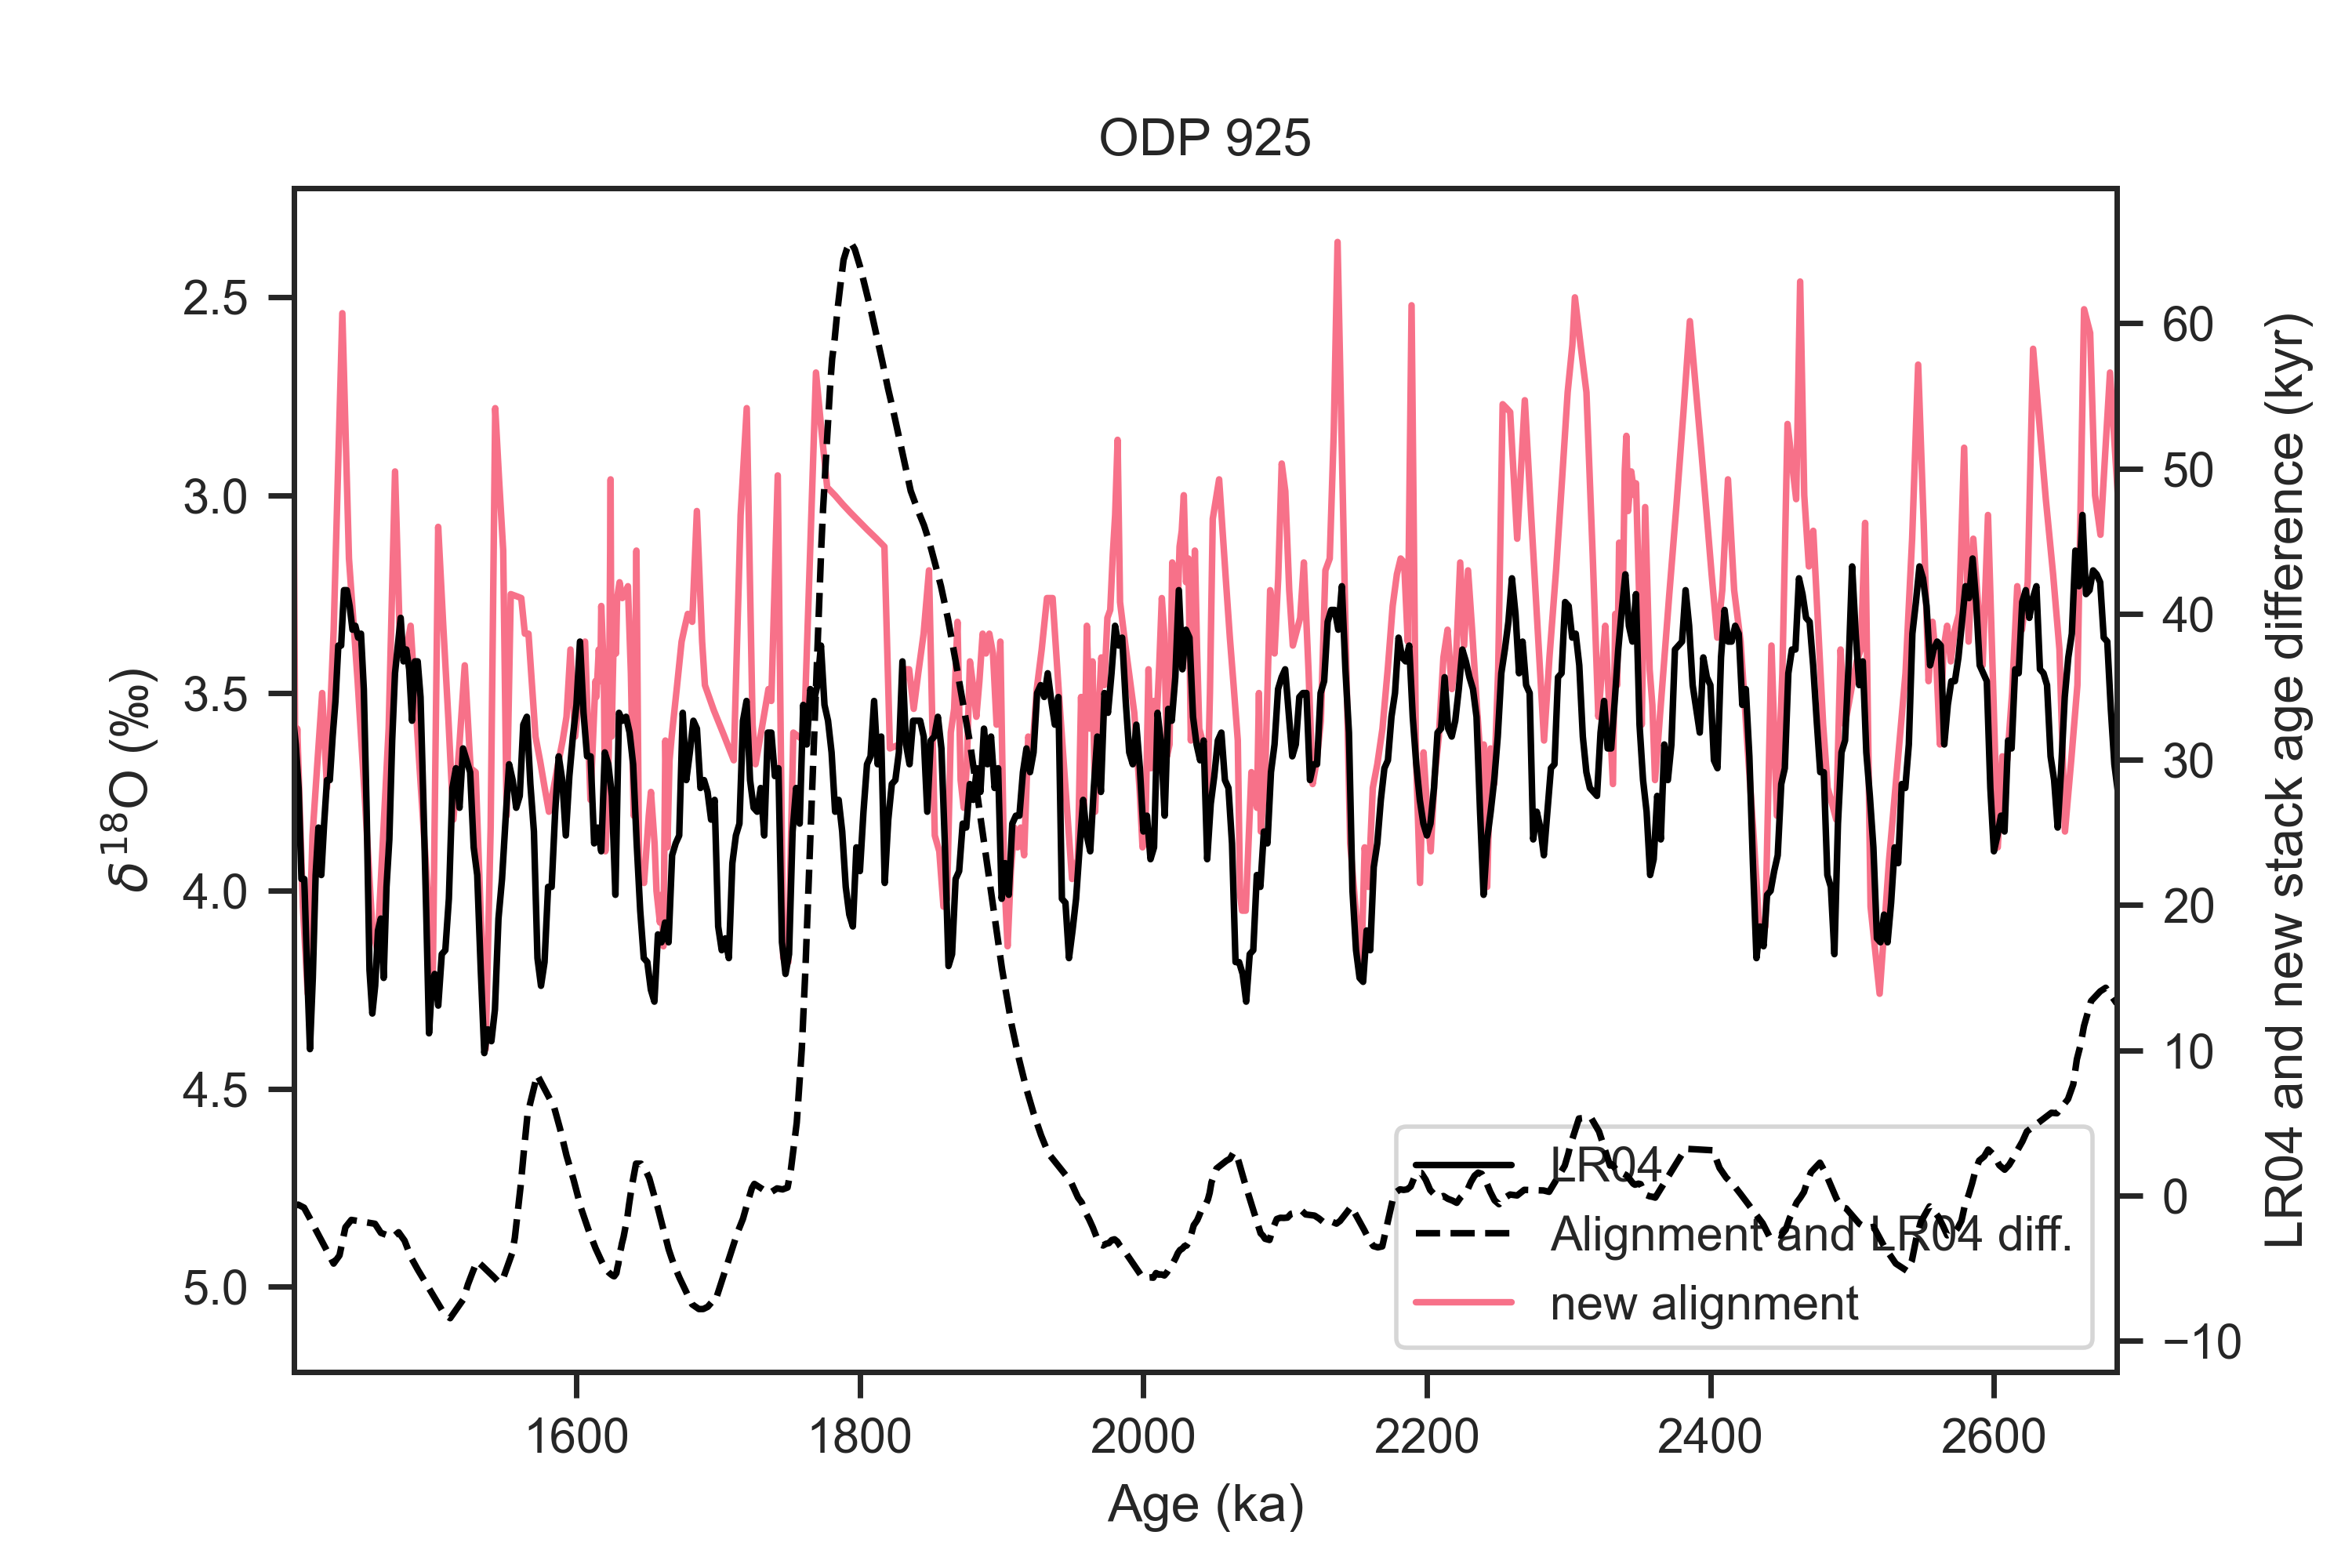 ODP 925
2.5
3.0
3.5
4.0
4.5
5.0
δ¹⁸O (‰)
60
50
40
30
20
10
0
−10
LR04 and new stack age difference (kyr)
LR04
Alignment and LR04 diff.
new alignment
1600 1800 2000 2200 2400 2600
Age (ka)